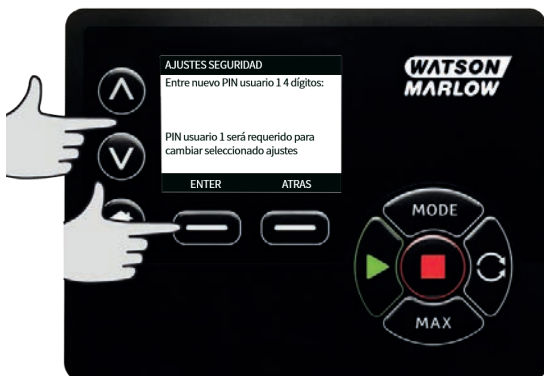 AJUSTES SEGURIDAD
Entre nuevo PIN usuario 1 4 dígitos:
PIN usuario 1 será requerido para
cambiar seleccionado ajustes
ENTER ATRAS
WATSON
MARLOW
MODE
MAX